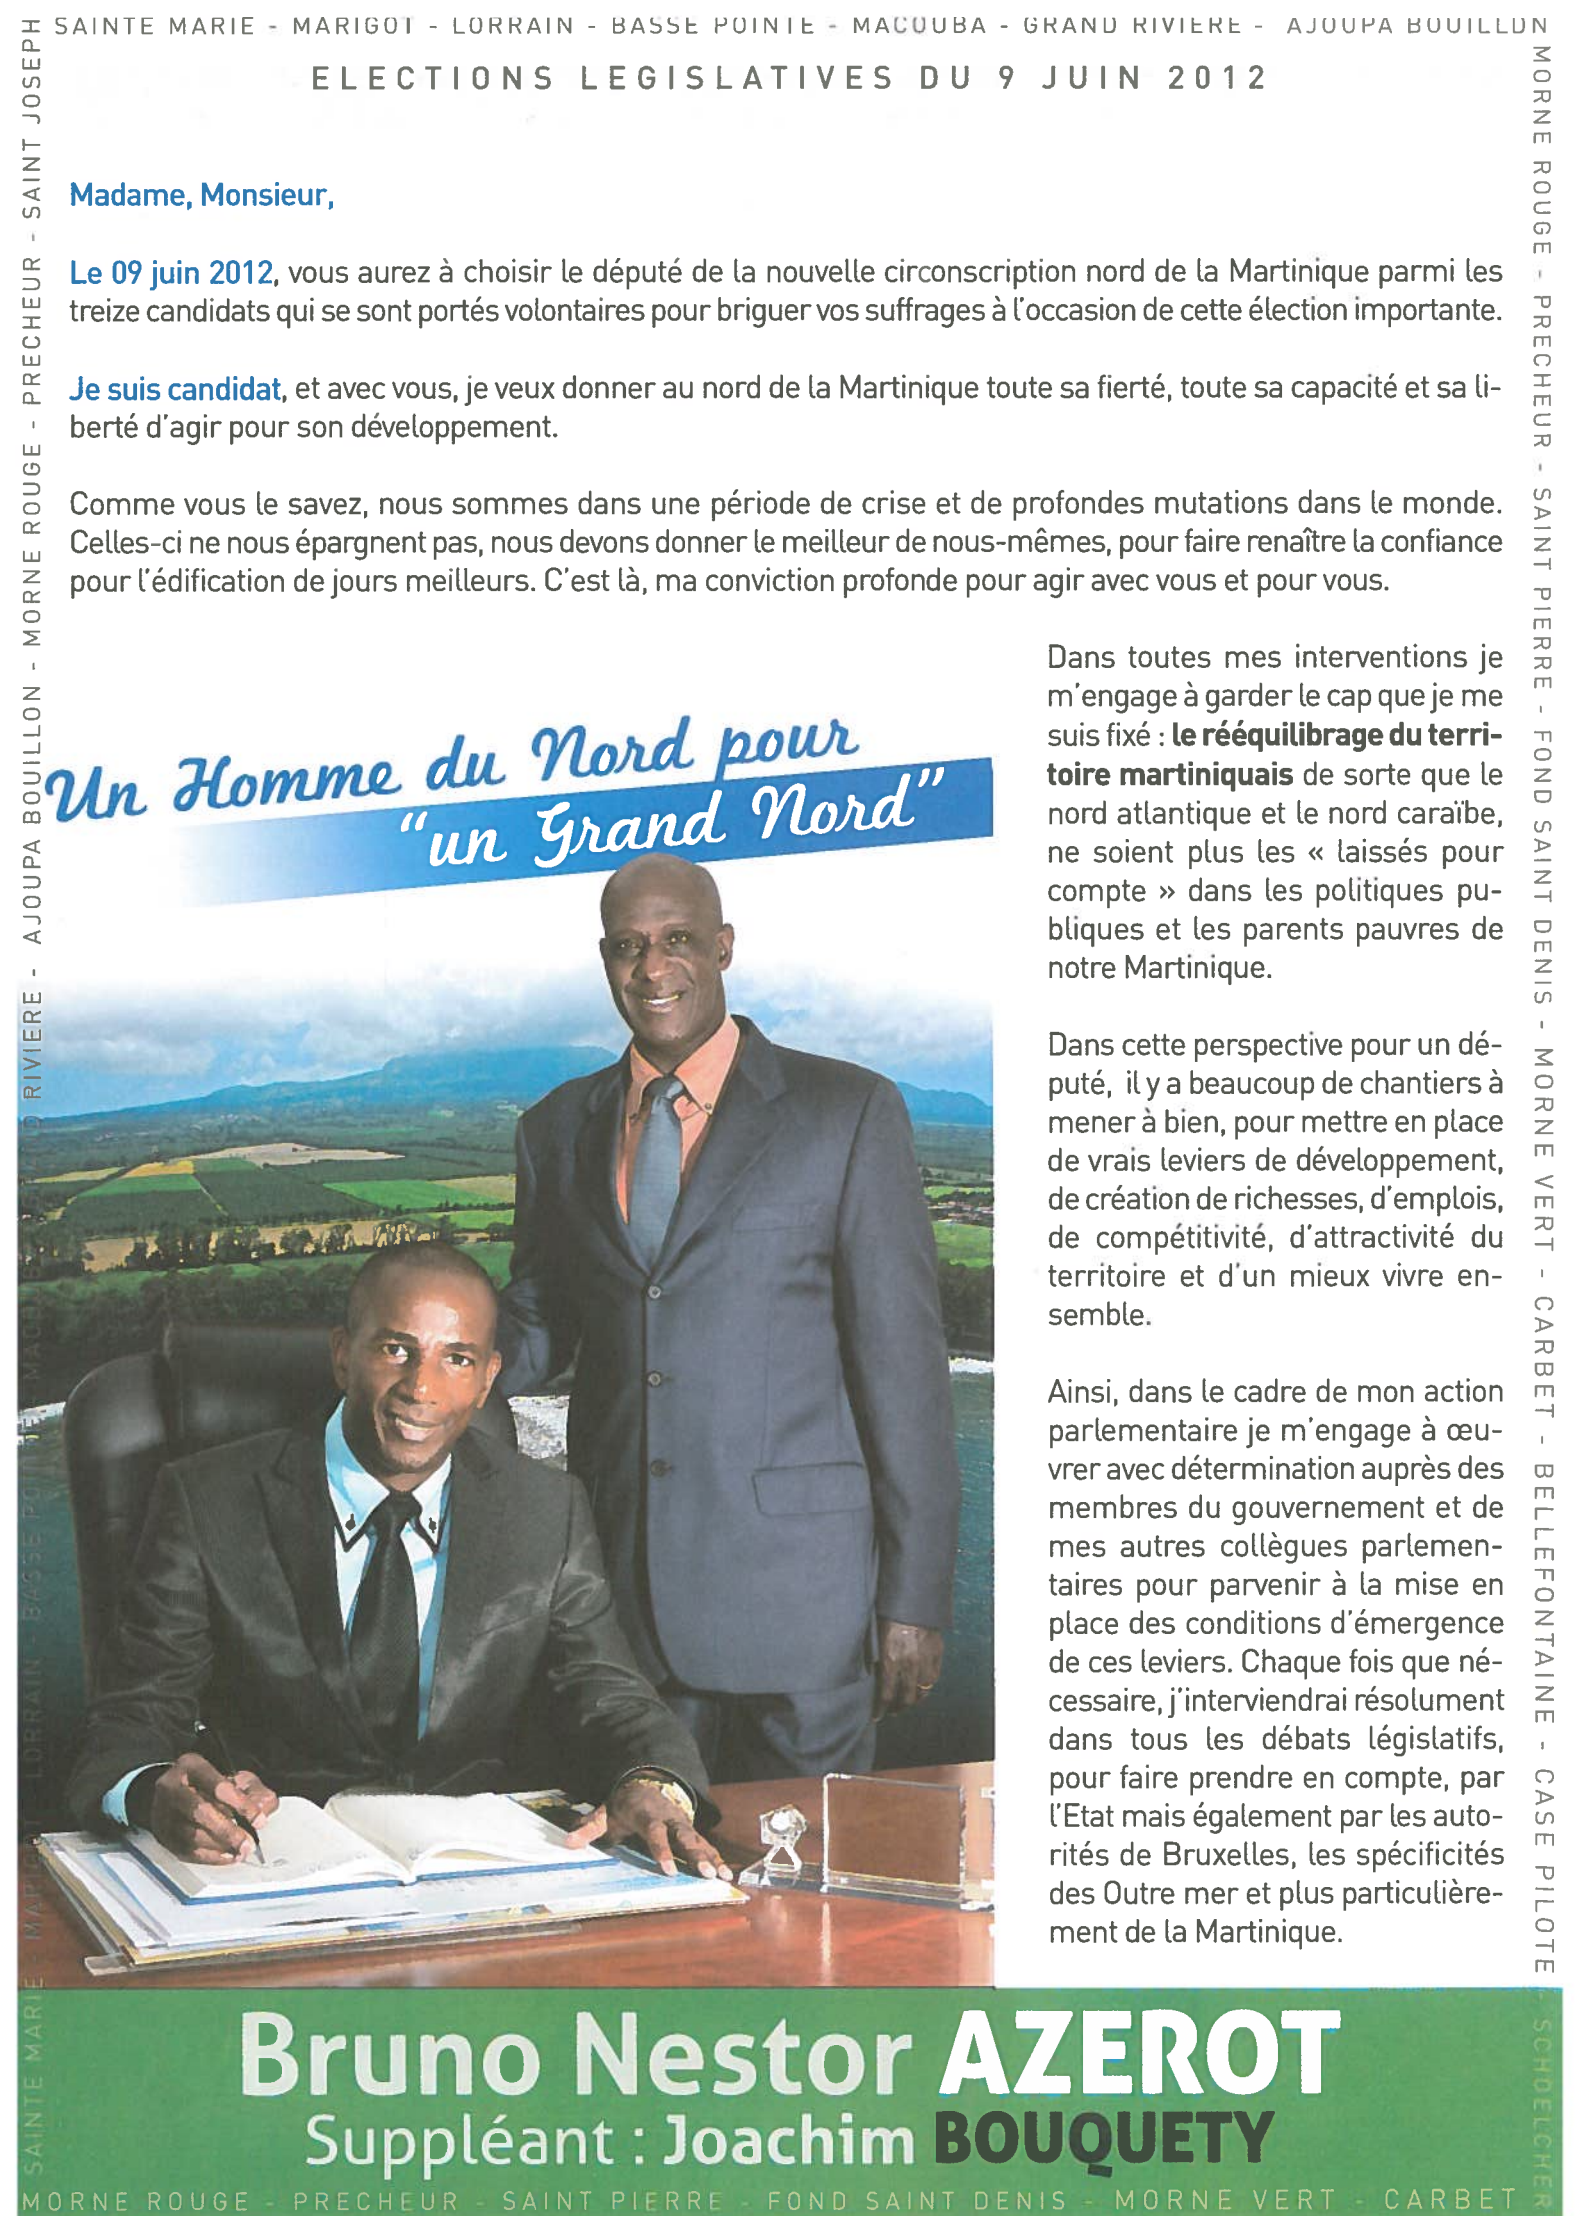 SAINTE MARIE - MARIGOT - LORRAIN - BASSE POINTE - MACOUBA - GRAND RIVIERE - AJOUPA BOUILLON
ELECTIONS LEGISLATIVES DU 9 JUIN 2012
Madame, Monsieur,
Le 09 juin 2012, vous aurez à choisir le député de la nouvelle circonscription nord de la Martinique parmi les
treize candidats qui se sont portés volontaires pour briguer vos suffrages à l'occasion de cette élection importante.
Je suis candidat, et avec vous, je veux donner au nord de la Martinique toute sa fierté, toute sa capacité et sa li-
berté d'agir pour son développement.
Comme vous le savez, nous sommes dans une période de crise et de profondes mutations dans le monde.
Celles-ci ne nous épargnent pas, nous devons donner le meilleur de nous-mêmes, pour faire renaître la confiance
pour l'édification de jours meilleurs. C'est là, ma conviction profonde pour agir avec vous et pour vous.
Un Homme du Nord pour
"un Grand Nord"
Dans toutes mes interventions je
m'engage à garder le cap que je me
suis fixé : le rééquilibrage du terri-
toire martiniquais de sorte que le
nord atlantique et le nord caraïbe,
ne soient plus les « laissés pour
compte » dans les politiques pu-
bliques et les parents pauvres de
notre Martinique.
Dans cette perspective pour un dé-
puté, il y a beaucoup de chantiers à
mener à bien, pour mettre en place
de vrais leviers de développement,
de création de richesses, d'emplois,
de compétitivité, d'attractivité du
territoire et d'un mieux vivre en-
semble.
Ainsi, dans le cadre de mon action
parlementaire je m'engage à œu-
vrer avec détermination auprès des
membres du gouvernement et de
mes autres collègues parlemen-
taires pour parvenir à la mise en
place des conditions d'émergence
de ces leviers. Chaque fois que né-
cessaire, j'interviendrai résolument
dans tous les débats législatifs,
pour faire prendre en compte, par
l'Etat mais également par les auto-
rités de Bruxelles, les spécificités
des Outre mer et plus particulière-
ment de la Martinique.
Bruno Nestor AZEROT
Suppléant : Joachim BOUQUETY
MORNE ROUGE - PRECHEUR - SAINT PIERRE - FOND SAINT DENIS - MORNE VERT - CARBET
SAINTE MARIE - MARIGOT - LORRAIN - BASSE POINTE - MACOUBA - GRAND RIVIERE - AJOUPA BOUILLON - MORNE ROUGE - PRECHEUR - SAINT JOSEPH
MORNE ROUGE - PRECHEUR - SAINT PIERRE - FOND SAINT DENIS - MORNE VERT - CARBET - BELLEFONTAINE - CASE PILOTE - SCHOELCHER